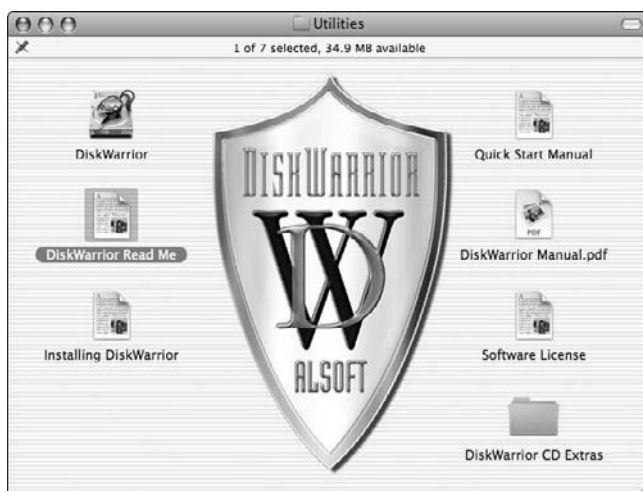 Utilities
1 of 7 selected, 34.9 MB available
DiskWarrior
Quick Start Manual
DISKWARRIOR
DiskWarrior Read Me
PDF
DiskWarrior Manual.pdf
WD
Installing DiskWarrior
Software License
ALSOFT
DiskWarrior CD Extras